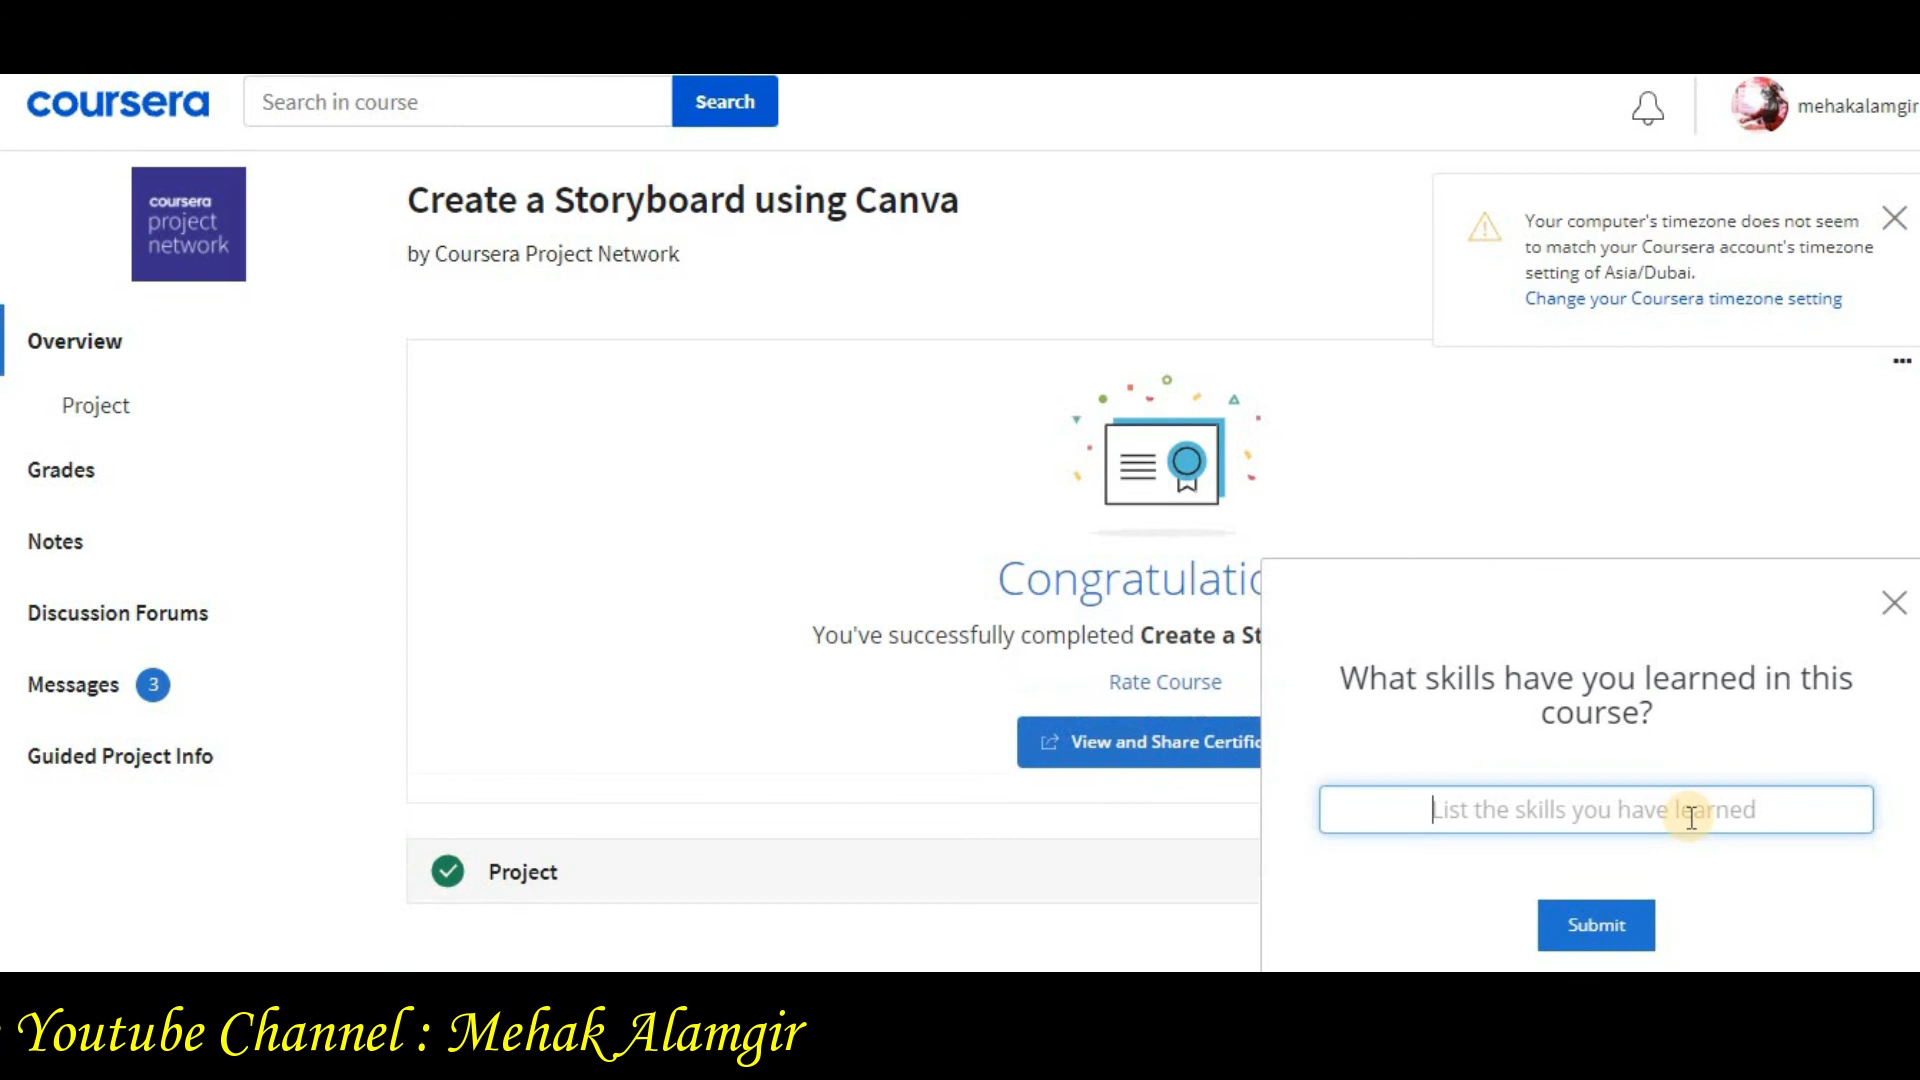 coursera
Search in course
Search
mehakalamgir
coursera
project
network
Create a Storyboard using Canva
by Coursera Project Network
Your computer's timezone does not seem
to match your Coursera account's timezone
setting of Asia/Dubai.
Change your Coursera timezone setting
Overview
Project
Grades
Notes
Discussion Forums
Messages 3
Guided Project Info
Congratulatio
You've successfully completed Create a St
Rate Course
View and Share Certific
Project
What skills have you learned in this
course?
List the skills you have learned
Submit
Youtube Channel : Mehak Alamgir